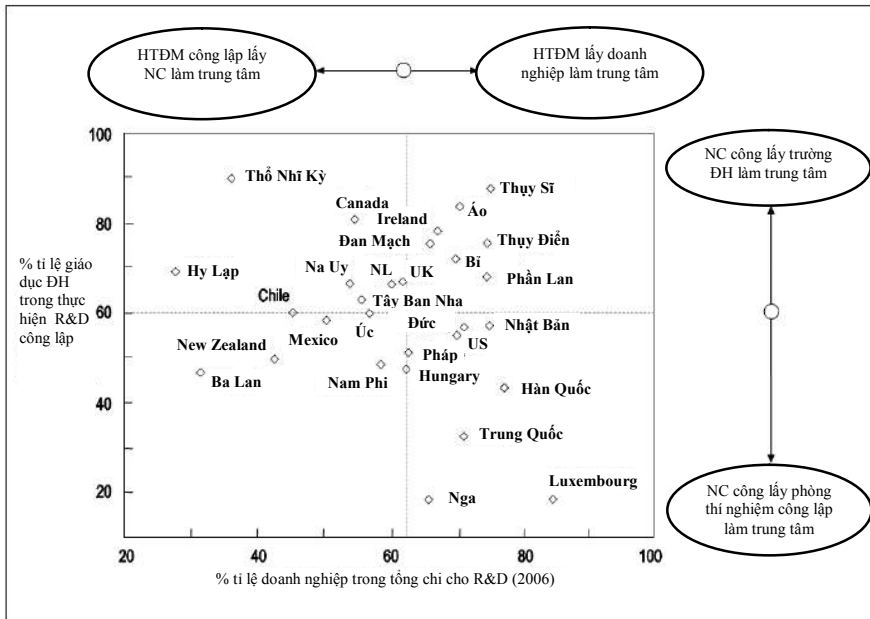 HTĐM công lập lấy
NC làm trung tâm
HTĐM lấy doanh
nghiệp làm trung tâm
100
80
60
40
20
% tỉ lệ giáo
dục ĐH
trong thực
hiện R&D
công lập
Thổ Nhĩ Kỳ
Thụy Sĩ
Canada
Áo
Ireland
Đan Mạch
Thụy Điển
Bỉ
Hy Lạp
Na Uy
NL
UK
Phần Lan
Chile
Tây Ban Nha
Úc
Đức
Nhật Bản
Mexico
US
New Zealand
Pháp
Ba Lan
Nam Phi
Hungary
Hàn Quốc
Trung Quốc
Nga
Luxembourg
20
40
60
80
100
% tỉ lệ doanh nghiệp trong tổng chi cho R&D (2006)
NC công lấy trường
ĐH làm trung tâm
NC công lấy phòng
thí nghiệm công lập
làm trung tâm